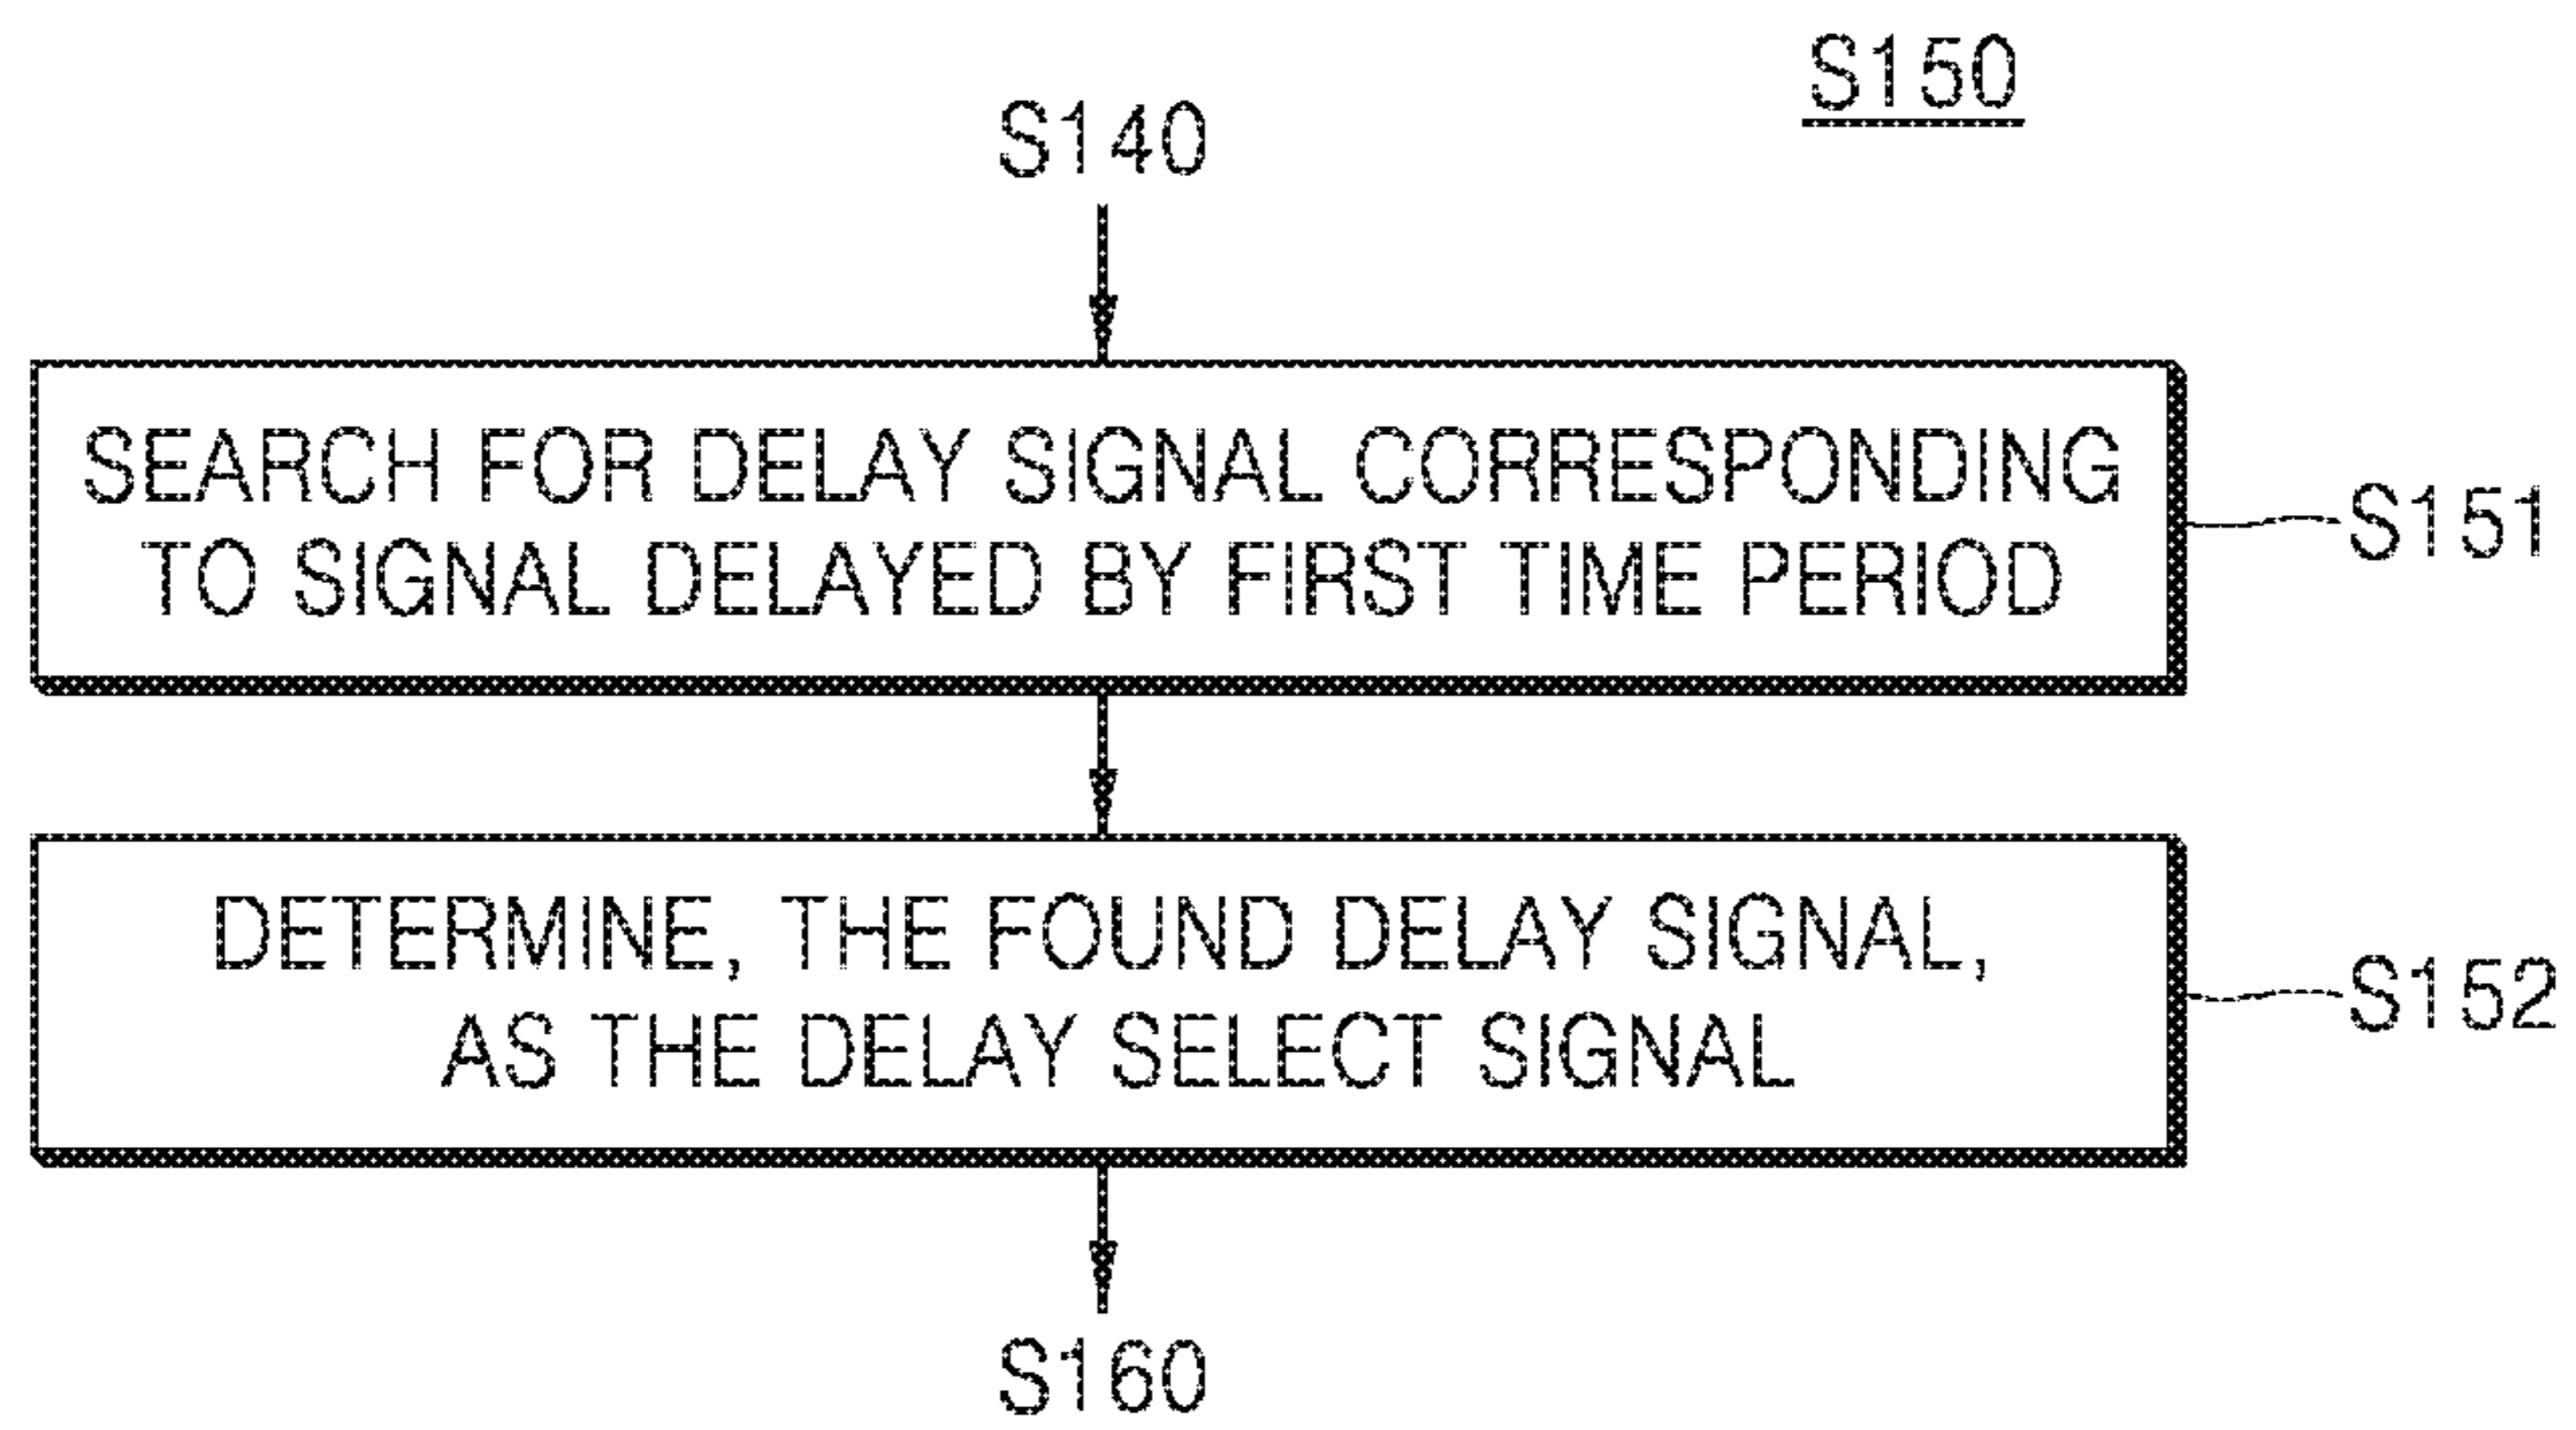 S150
S140
SEARCH FOR DELAY SIGNAL CORRESPONDING
TO SIGNAL DELAYED BY FIRST TIME PERIOD
S151
DETERMINE, THE FOUND DELAY SIGNAL,
AS THE DELAY SELECT SIGNAL
S152
S160